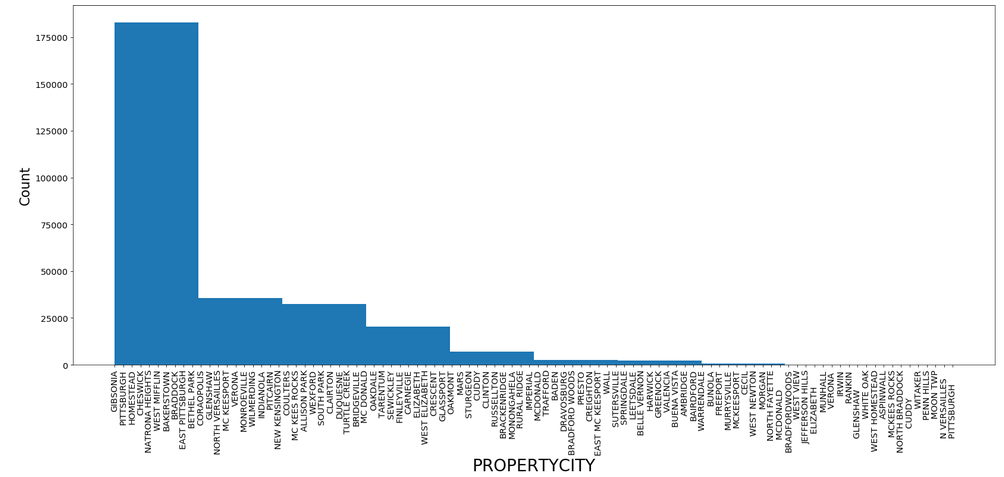 175000
150000
125000
100000
75000
50000
25000
0
Count
GIBSONIA
PITTSBURGH
HOMESTEAD
CHESWICK
NATRONA HEIGHTS
WEST MIFFLIN
BAKERSTOWN
BRADDOCK
EAST PITTSBURGH
BETHEL PARK
CORAOPOLIS
GLENSHAW
NORTH VERSAILLES
MC KEESPORT
VERONA
MONROEVILLE
WILMERDING
INDIANOLA
PITCAIRN
NEW KENSINGTON
COULTERS
MC KEES ROCKS
ALLISON PARK
WEXFORD
SOUTH PARK
CLAIRTON
DUQUESNE
TURTLE CREEK
BRIDGEVILLE
MC DONALD
OAKDALE
TARENTUM
SEWICKLEY
FINLEYVILLE
CARNEGIE
ELIZABETH
WEST ELIZABETH
CRESCENT
GLASSPORT
OAKMONT
MARS
STURGEON
CUDDY
CLINTON
RUSSELLTON
BRACKENRIDGE
MONONGAHELA
RURAL RIDGE
IMPERIAL
MCDONALD
TRAFFORD
BADEN
DRAVOSBURG
BRADFORD WOODS
PRESTO
CREIGHTON
EAST MC KEESPORT
WALL
SUTERSVILLE
SPRINGDALE
LEETSDALE
BELLE VERNON
HARWICK
GREENOCK
VALENCIA
BUENA VISTA
AMBRIDGE
BAIRDFORD
WARRENDALE
BUNOLA
FREEPORT
MURRYSVILLE
MCKEESPORT
CECIL
WEST NEWTON
MORGAN
NORTH FAYETTE
MCDONALD
BRADFORDWOODS
WEST VIEW
JEFFERSON HILLS
ELIZABETH
MUNHALL
VERONA
IRWIN
RANKIN
SHAW
GLENSHAW
WHITE OAK
WEST HOMESTEAD
ASPINWALL
MCKEES ROCKS
NORTH BRADDOCK
CUDDY
WITAKER
PENN HILLS
MOON TWP
N VERSAILES
PITTSBURGH
PROPERTYCITY